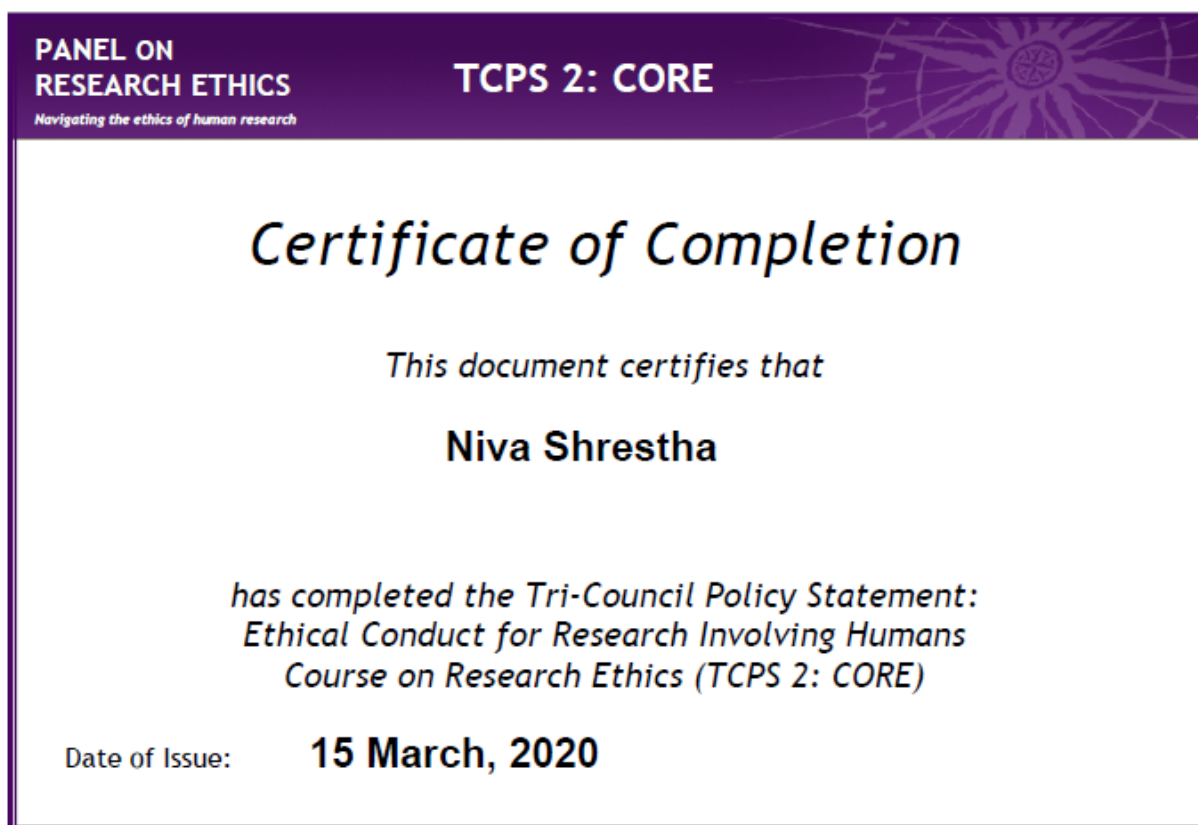 PANEL ON
RESEARCH ETHICS
Navigating the ethics of human research
TCPS 2: CORE
Certificate of Completion
This document certifies that
Niva Shrestha
has completed the Tri-Council Policy Statement:
Ethical Conduct for Research Involving Humans
Course on Research Ethics (TCPS 2: CORE)
Date of Issue: 15 March, 2020